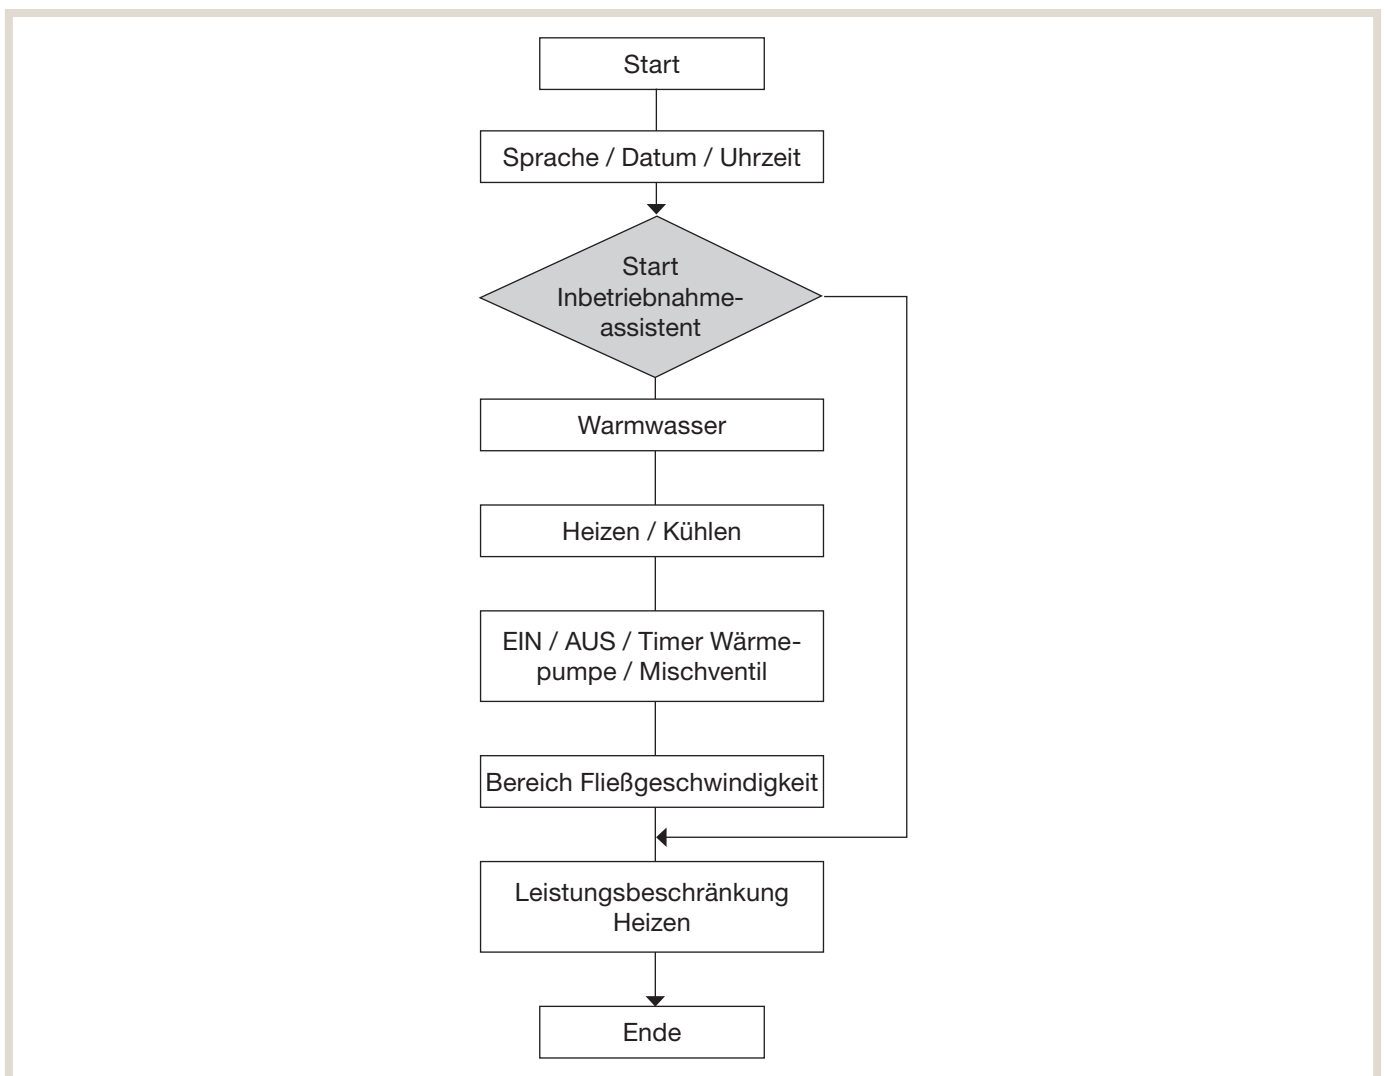 Start
Sprache / Datum / Uhrzeit
Start
Inbetriebnahme-
assistent
Warmwasser
Heizen / Kühlen
EIN / AUS / Timer Wärme-
pumpe / Mischventil
Bereich Fließgeschwindigkeit
Leistungsbeschränkung
Heizen
Ende